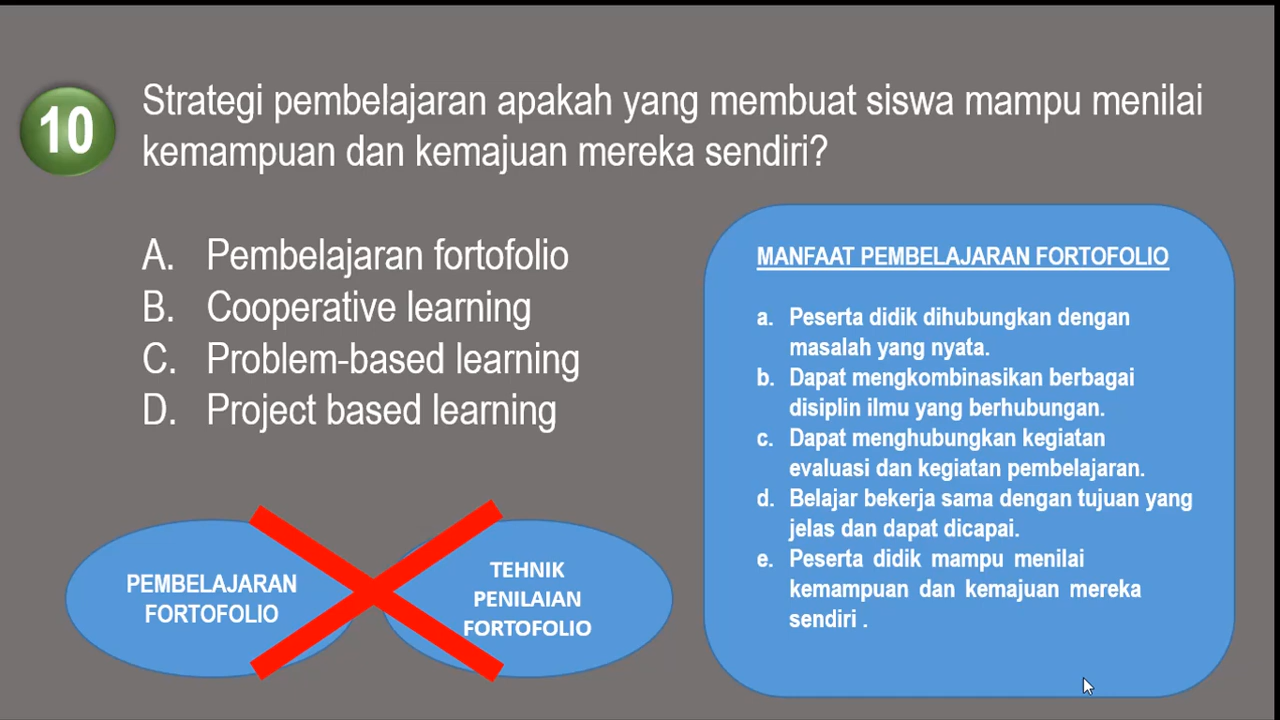 10
Strategi pembelajaran apakah yang membuat siswa mampu menilai
kemampuan dan kemajuan mereka sendiri?
A. Pembelajaran fortofolio
B. Cooperative learning
C. Problem-based learning
D. Project based learning
MANFAAT PEMBELAJARAN FORTOFOLIO
a. Peserta didik dihubungkan dengan
masalah yang nyata.
b. Dapat mengkombinasikan berbagai
disiplin ilmu yang berhubungan.
c. Dapat menghubungkan kegiatan
evaluasi dan kegiatan pembelajaran.
d. Belajar bekerja sama dengan tujuan yang
jelas dan dapat dicapai.
e. Peserta didik mampu menilai
kemampuan dan kemajuan mereka
sendiri .
PEMBELAJARAN
FORTOFOLIO
TEHNIK
PENILAIAN
FORTOFOLIO